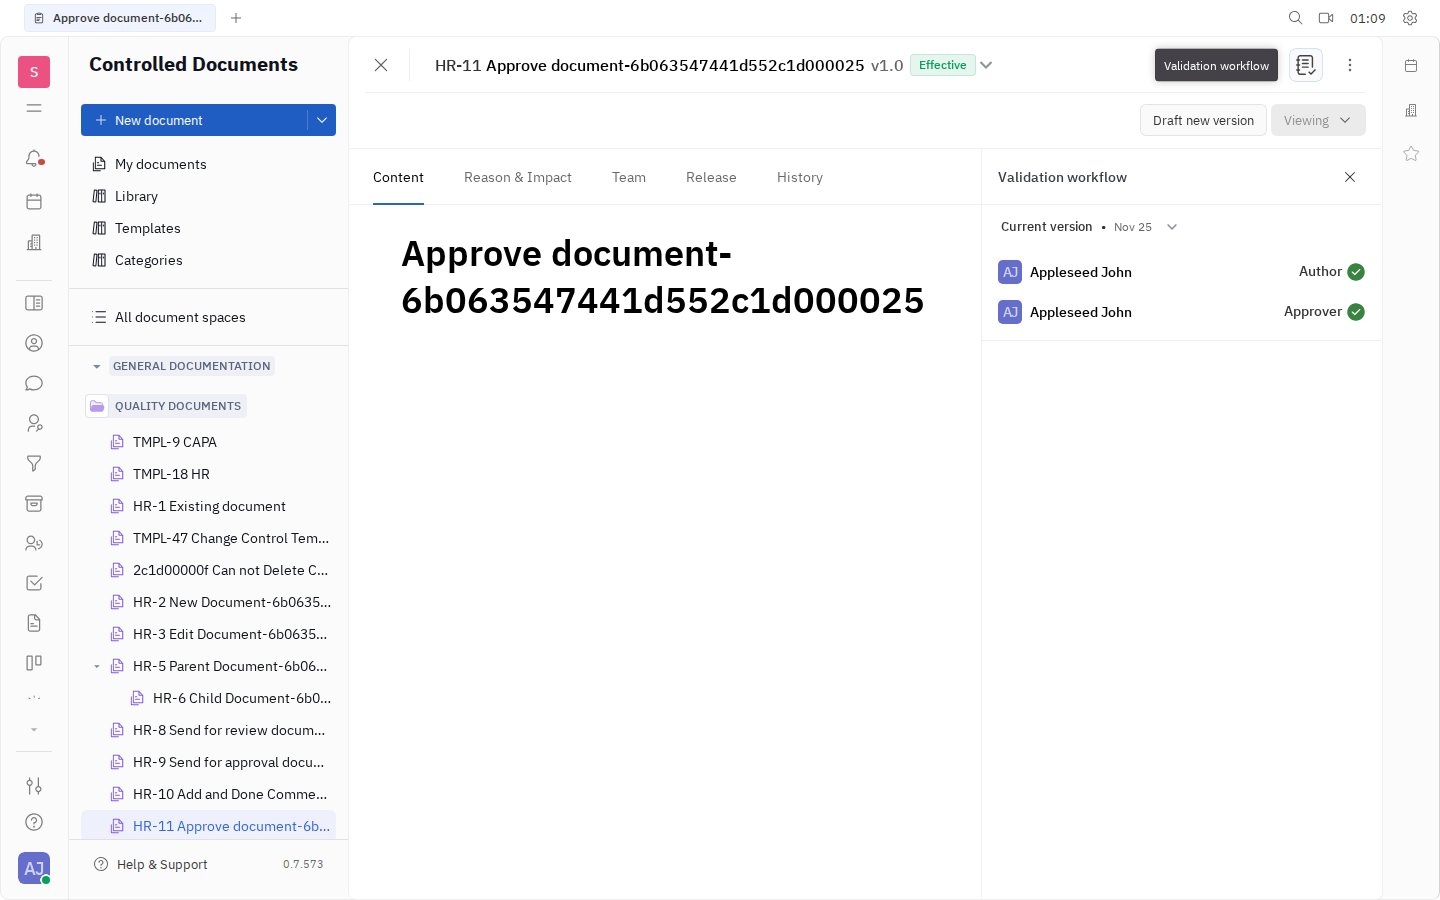 Approve document-6b06...
01:09
S
Controlled Documents
New document
My documents
Library
Templates
Categories
All document spaces
GENERAL DOCUMENTATION
QUALITY DOCUMENTS
TMPL-9 CAPA
TMPL-18 HR
HR-1 Existing document
TMPL-47 Change Control Tem...
2c1d00000f Can not Delete C...
HR-2 New Document-6b0635...
HR-3 Edit Document-6b0635...
HR-5 Parent Document-6b06...
HR-6 Child Document-6b0...
HR-8 Send for review docum...
HR-9 Send for approval docu...
HR-10 Add and Done Comme...
HR-11 Approve document-6b...
Help & Support 0.7.573
AJ
HR-11 Approve document-6b063547441d552c1d000025 v1.0 Effective
Validation workflow
Draft new version Viewing
Content Reason & Impact Team Release History
Approve document-
6b063547441d552c1d000025
Validation workflow
Current version • Nov 25
AJ Appleseed John Author
AJ Appleseed John Approver